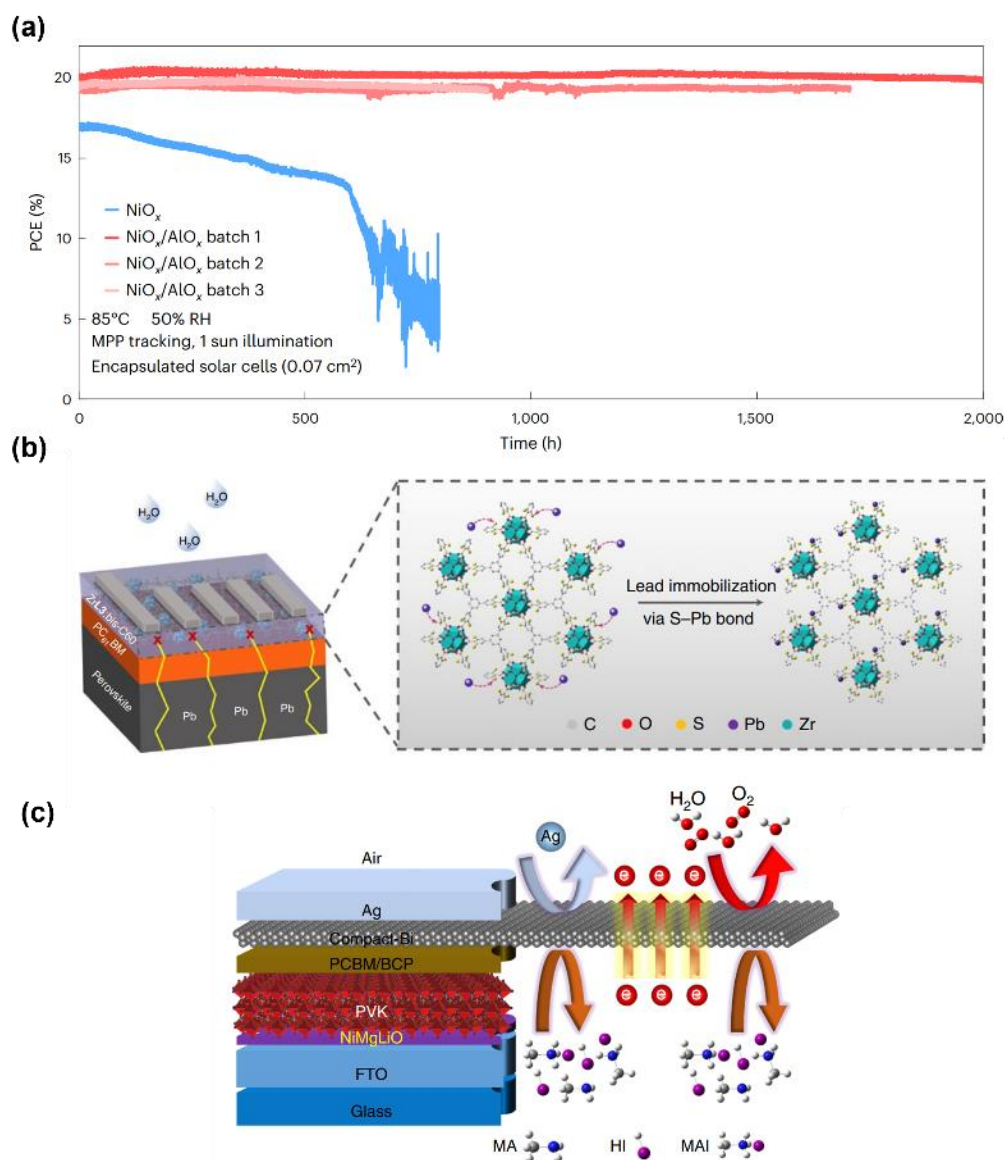 (a)
20
15
10
5
0
PCE (%)
NiOₓ
NiOₓ/AlOₓ batch 1
NiOₓ/AlOₓ batch 2
NiOₓ/AlOₓ batch 3
85°C 50% RH
MPP tracking, 1 sun illumination
Encapsulated solar cells (0.07 cm²)
0 500 1,000 1,500 2,000
Time (h)
(b)
H₂O
H₂O
H₂O
ZrL3:bis-C60
PC₆₁BM
Perovskite
Pb Pb Pb
Lead immobilization
via S–Pb bond
C O S Pb Zr
(c)
H₂O O₂
Ag
Air
Ag
Compact-Bi
PCBM/BCP
PVK
NiMgLiO
FTO
Glass
e e e
e e e
MA HI MAI